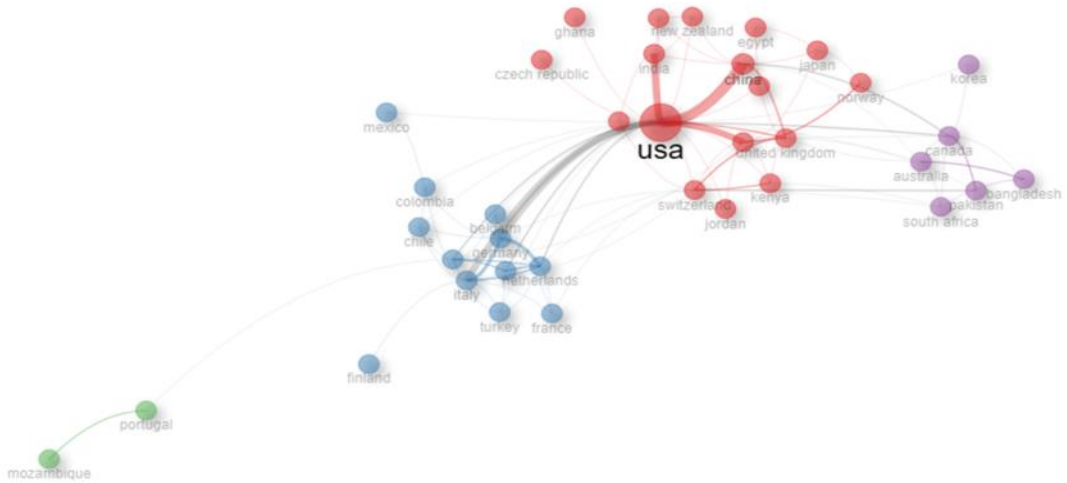 ghana
new zealand
egypt
czech republic
india
china
japan
korea
norway
mexico
usa
united kingdom
canada
australia
colombia
switzerland
kenya
pakistan
bangladesh
chile
belgium
jordan
south africa
germany
italy
netherlands
turkey
france
finland
portugal
mozambique